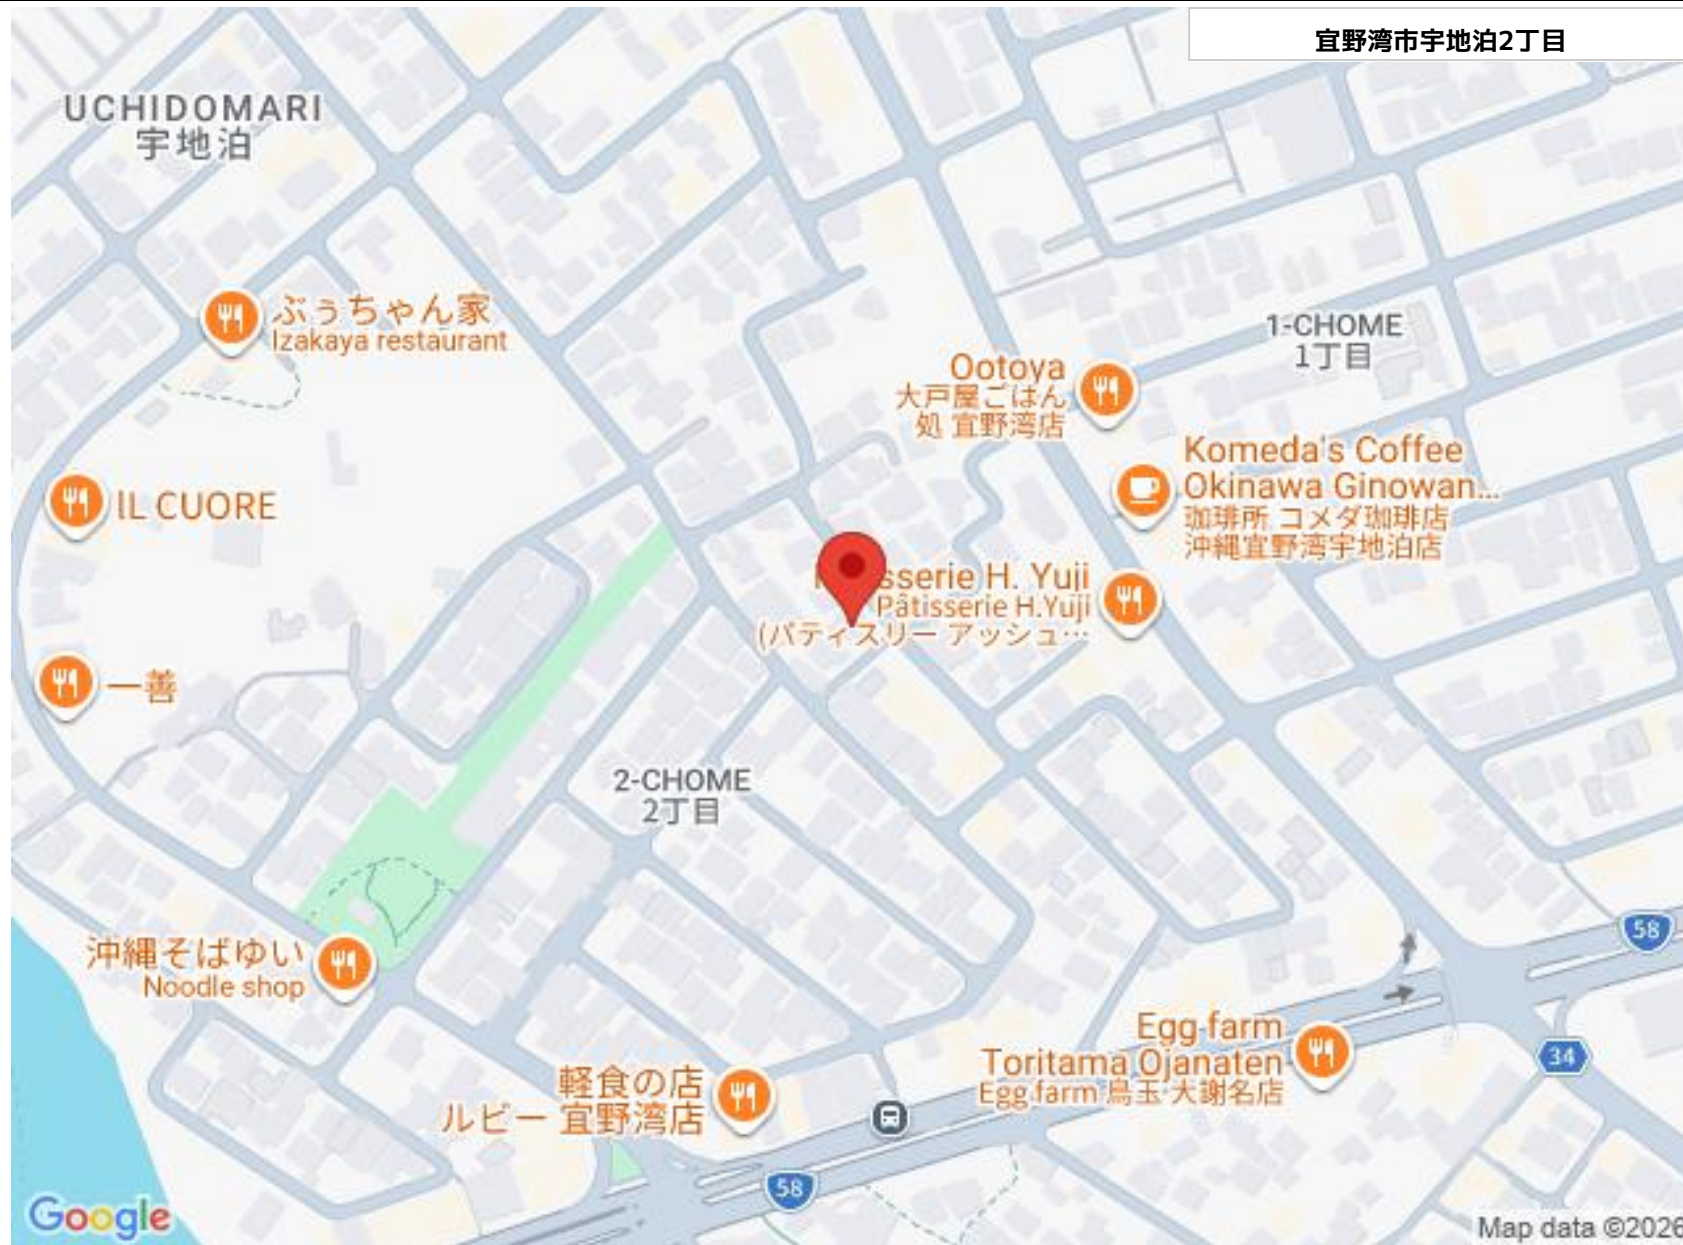 宜野湾市宇地泊2丁目
UCHIDOMARI
宇地泊
ぶぅちゃん家
Izakaya restaurant
1-CHOME
1丁目
Ootoya
大戸屋ごはん
処 宜野湾店
Komeda's Coffee
Okinawa Ginowan...
珈琲所 コメダ珈琲店
沖縄宜野湾宇地泊店
IL CUORE
sserie H. Yuji
Pâtisserie H.Yuji
(パティスリー アッシュ…
一善
2-CHOME
2丁目
58
沖縄そばゆい
Noodle shop
Egg farm
Toritama Ojanaten
Egg farm 鳥玉 大謝名店
34
軽食の店
ルビー 宜野湾店
58
Google
Map data ©2026